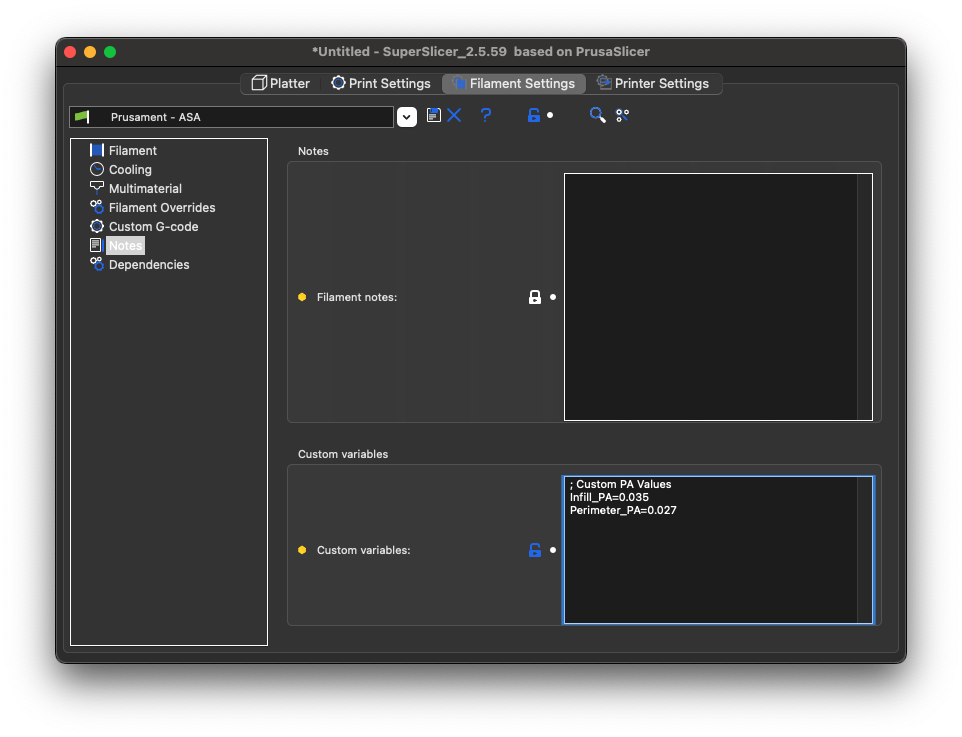 *Untitled - SuperSlicer_2.5.59 based on PrusaSlicer
Platter Print Settings Filament Settings Printer Settings
Prusament - ASA
Filament
Cooling
Multimaterial
Filament Overrides
Custom G-code
Notes
Dependencies
Notes
Filament notes:
Custom variables
Custom variables:
; Custom PA Values
Infill_PA=0.035
Perimeter_PA=0.027